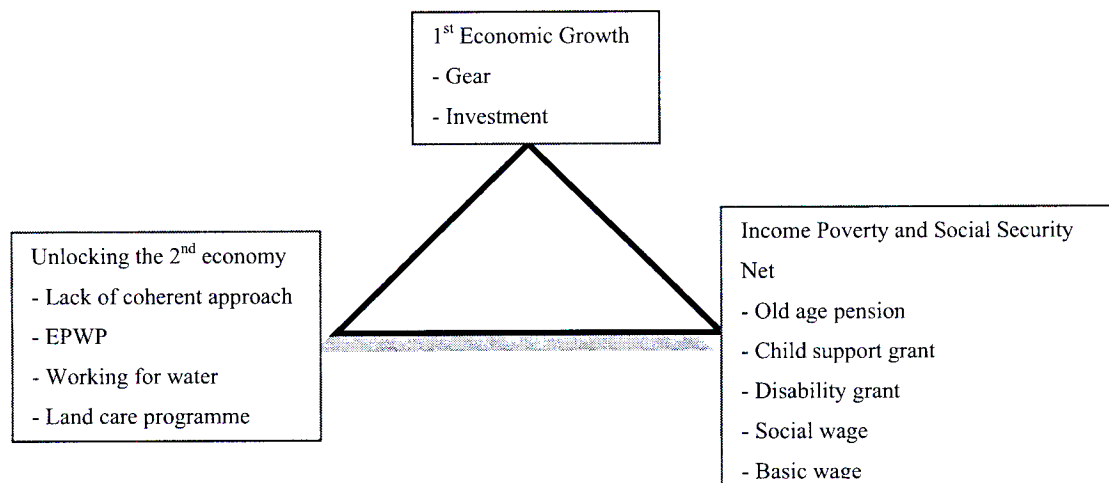 1st Economic Growth
- Gear
- Investment
Unlocking the 2nd economy
- Lack of coherent approach
- EPWP
- Working for water
- Land care programme
Income Poverty and Social Security
Net
- Old age pension
- Child support grant
- Disability grant
- Social wage
- Basic wage